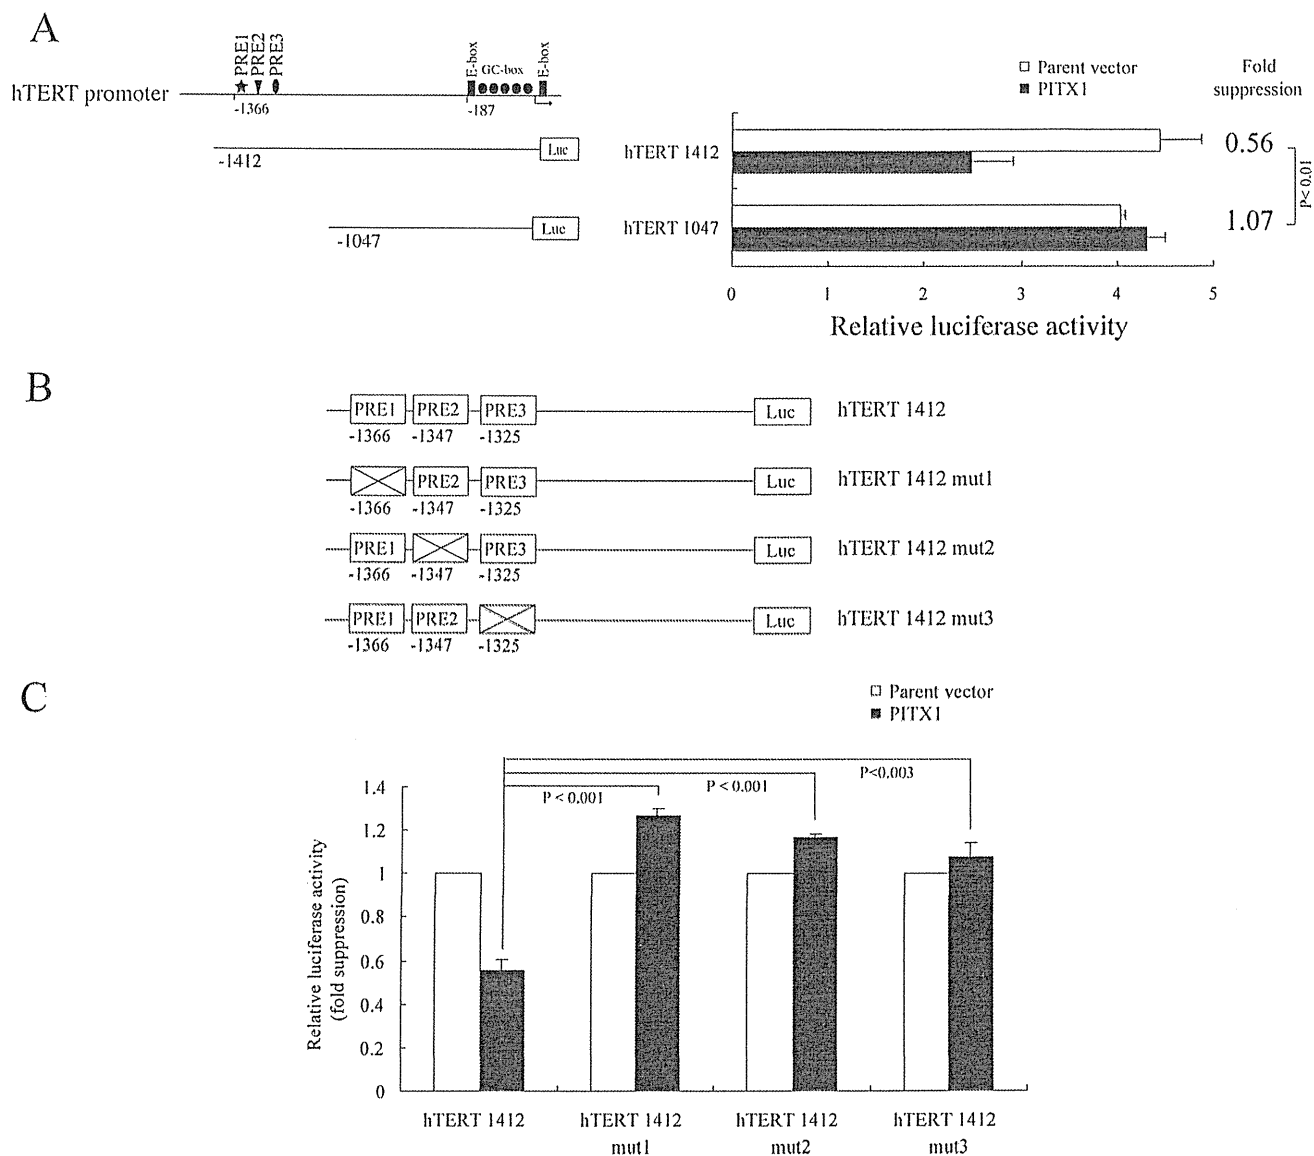 A
PRE1
PRE2
PRE3
E-box
GC-box
E-box
hTERT promoter
-1366
-187
-1412
Luc
-1047
Luc
Parent vector
PITX1
Fold
suppression
hTERT 1412
0.56
hTERT 1047
1.07
P< 0.01
0 1 2 3 4 5
Relative luciferase activity
B
PRE1 PRE2 PRE3 Luc hTERT 1412
-1366 -1347 -1325
PRE2 PRE3 Luc hTERT 1412 mut1
-1366 -1347 -1325
PRE1 PRE3 Luc hTERT 1412 mut2
-1366 -1347 -1325
PRE1 PRE2 Luc hTERT 1412 mut3
-1366 -1347 -1325
C
Parent vector
PITX1
P<0.003
P < 0.001
P < 0.001
Relative luciferase activity
(fold suppression)
1.4
1.2
1
0.8
0.6
0.4
0.2
0
hTERT 1412
hTERT 1412
mut1
hTERT 1412
mut2
hTERT 1412
mut3